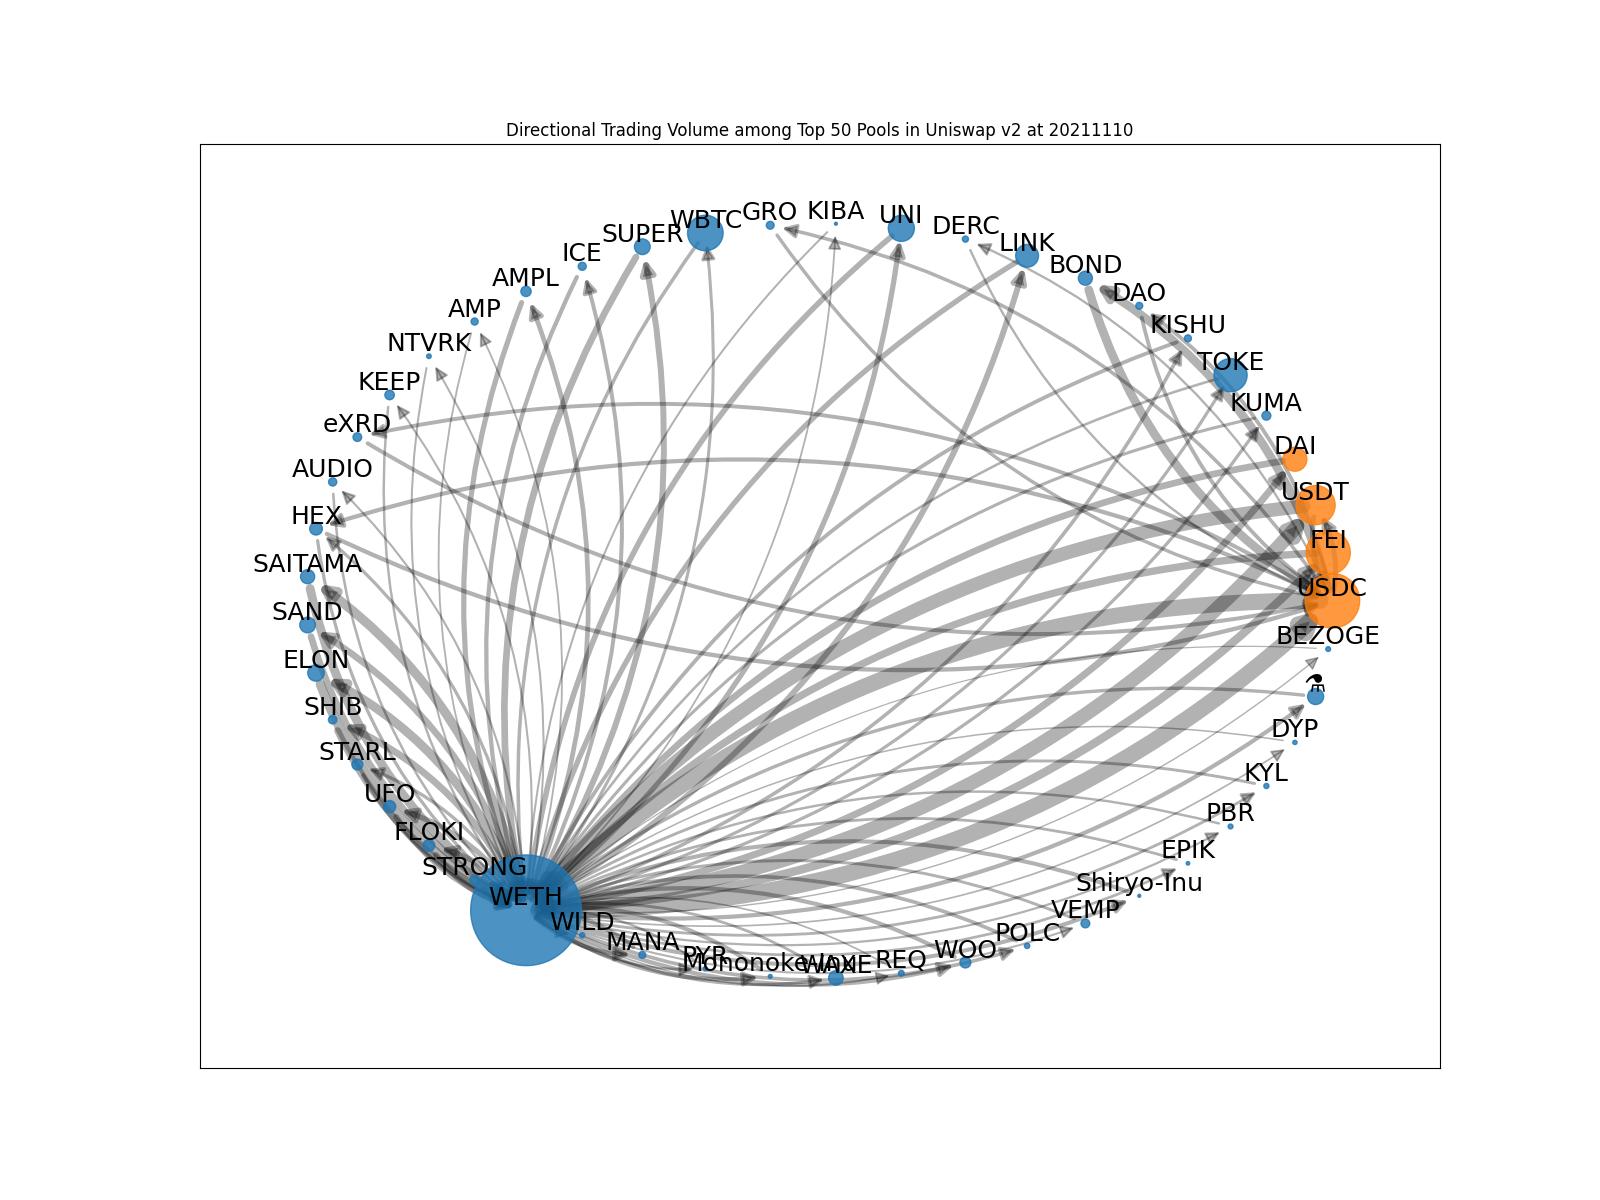 Directional Trading Volume among Top 50 Pools in Uniswap v2 at 20211110
WBTC
GRO
KIBA
UNI
DERC
SUPER
LINK
ICE
BOND
AMPL
DAO
AMP
KISHU
NTVRK
TOKE
KEEP
KUMA
eXRD
DAI
AUDIO
USDT
HEX
FEI
SAITAMA
USDC
SAND
BEZOGE
ELON
⚗
SHIB
DYP
STARL
KYL
UFO
PBR
FLOKI
EPIK
STRONG
Shiryo-Inu
WETH
VEMP
WILD
POLC
MANA
WOO
PYR
REQ
Mononoke-Inu
WAXE